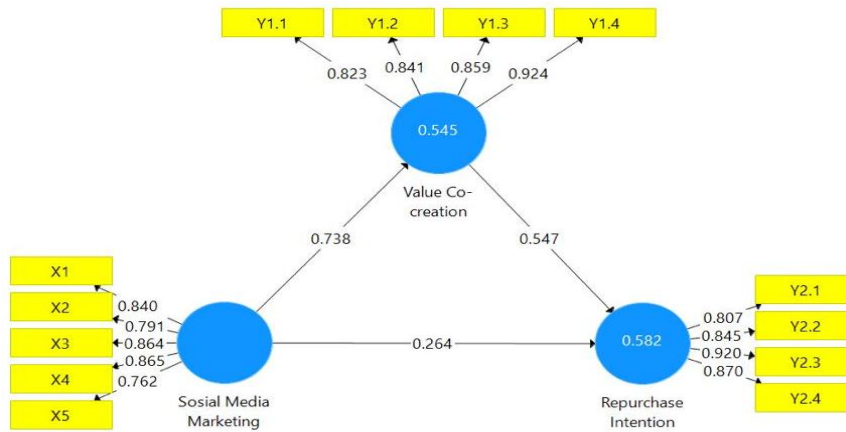 Y1.1
Y1.2
Y1.3
Y1.4
0.823
0.841
0.859
0.924
0.545
Value Co-
creation
0.738
0.547
X1
X2
X3
X4
X5
0.840
0.791
0.864
0.865
0.762
Sosial Media
Marketing
0.264
0.582
Repurchase
Intention
0.807
0.845
0.920
0.870
Y2.1
Y2.2
Y2.3
Y2.4